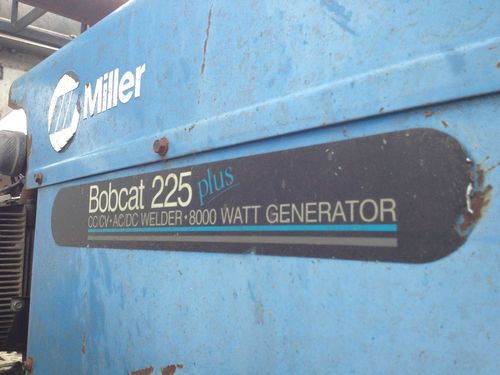 Miller
Bobcat 225 plus
CC/CV • AC/DC WELDER • 8000 WATT GENERATOR